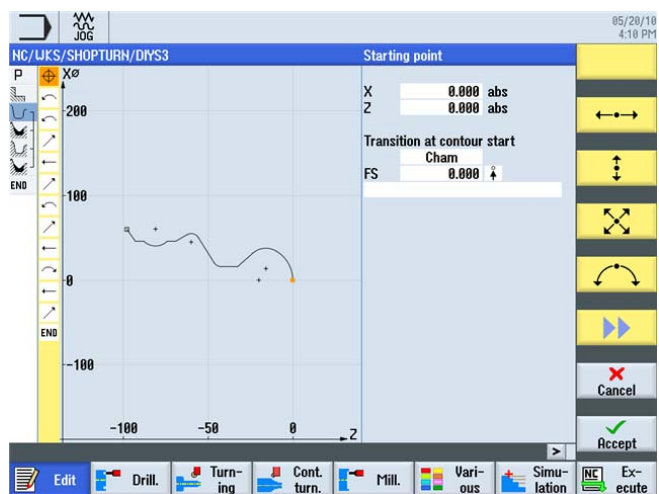 05/20/10
4:10 PM
JOG
NC/WKS/SHOPTURN/DIYS3
Starting point
P
END
XØ
200
100
0
-100
-100
-50
0
Z
END
X 0.000 abs
Z 0.000 abs
Transition at contour start
Cham
FS 0.000
Cancel
Accept
>
Edit
Drill.
Turn-
ing
Cont.
turn.
Mill.
Vari-
ous
Simu-
lation
NC
Ex-
ecute